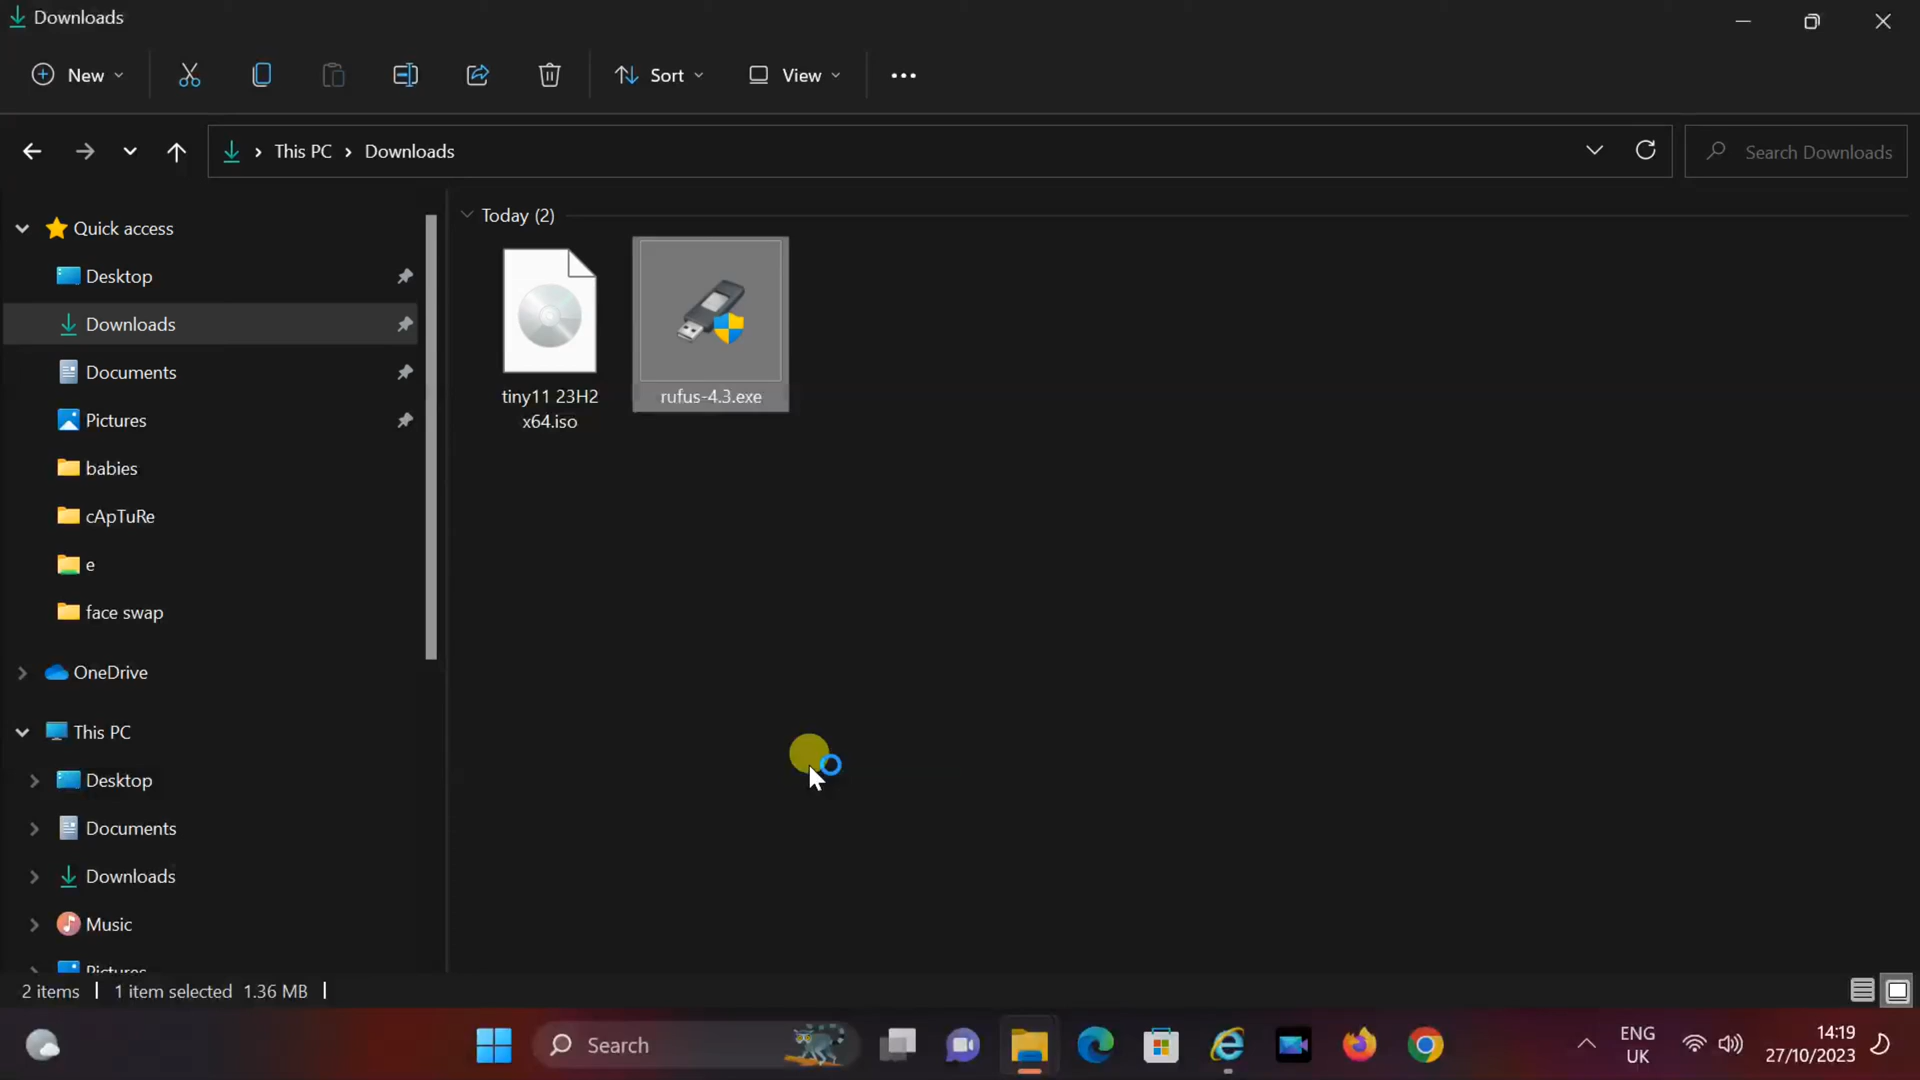 Downloads
New
Sort
View
This PC
Downloads
Search Downloads
Quick access
Desktop
Downloads
Documents
Pictures
babies
cApTuRe
e
face swap
OneDrive
This PC
Desktop
Documents
Downloads
Music
Pictures
Today (2)
tiny11 23H2
x64.iso
rufus-4.3.exe
2 items
1 item selected 1.36 MB
Search
ENG
UK
14:19
27/10/2023